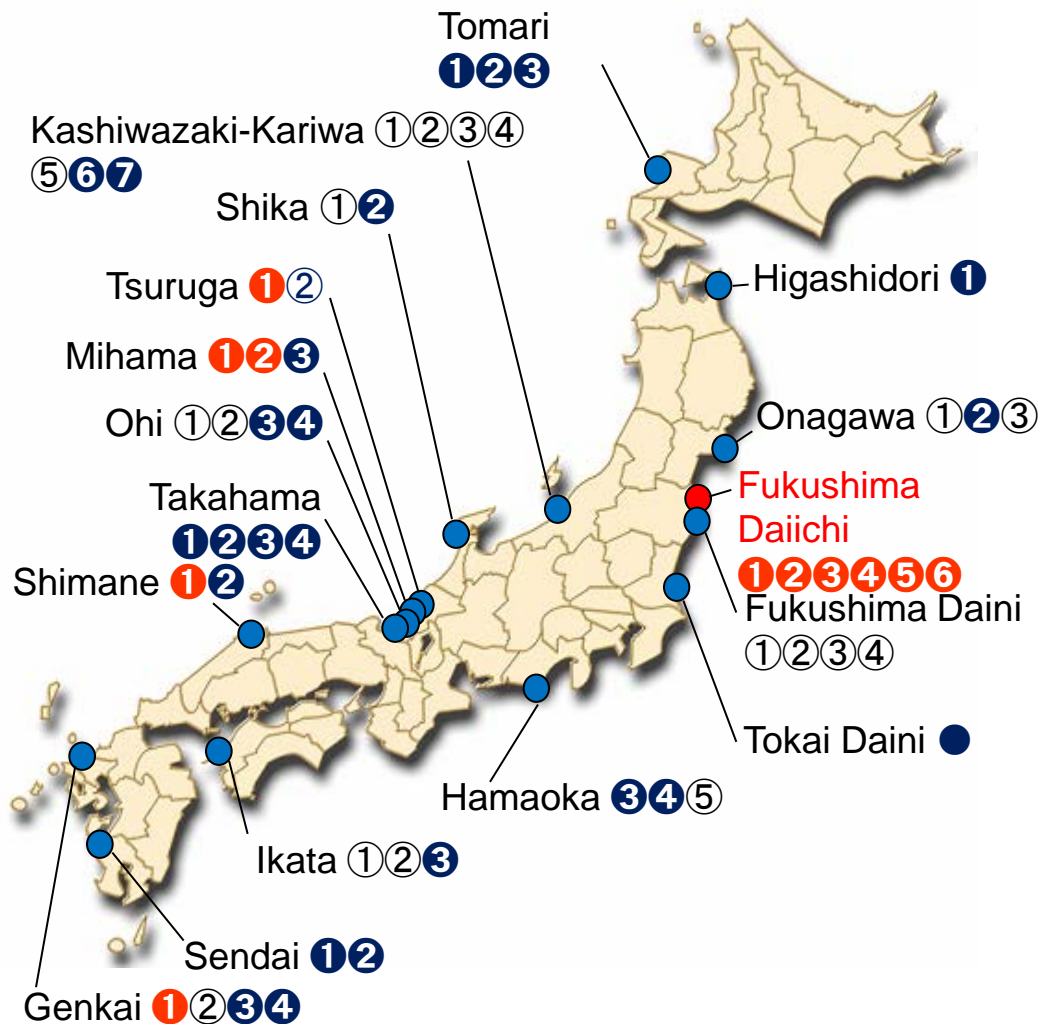 Tomari
❶❷❸
Kashiwazaki-Kariwa ①②③④
⑤❻❼
Shika ①❷
Tsuruga ❶②
Higashidori ❶
Mihama ❶❷❸
Ohi ①②❸❹
Onagawa ①❷③
Takahama
❶❷❸❹
Fukushima
Daiichi
❶❷❸❹❺❻
Shimane ❶❷
Fukushima Daini
①②③④
Tokai Daini ●
Hamaoka ❸❹⑤
Ikata ①②❸
Sendai ❶❷
Genkai ❶②❸❹